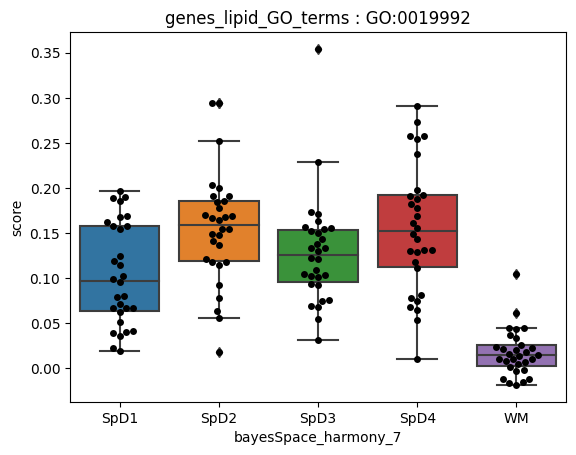 genes_lipid_GO_terms : GO:0019992
0.35
0.30
0.25
0.20
0.15
0.10
0.05
0.00
score
SpD1 SpD2 SpD3 SpD4 WM
bayesSpace_harmony_7